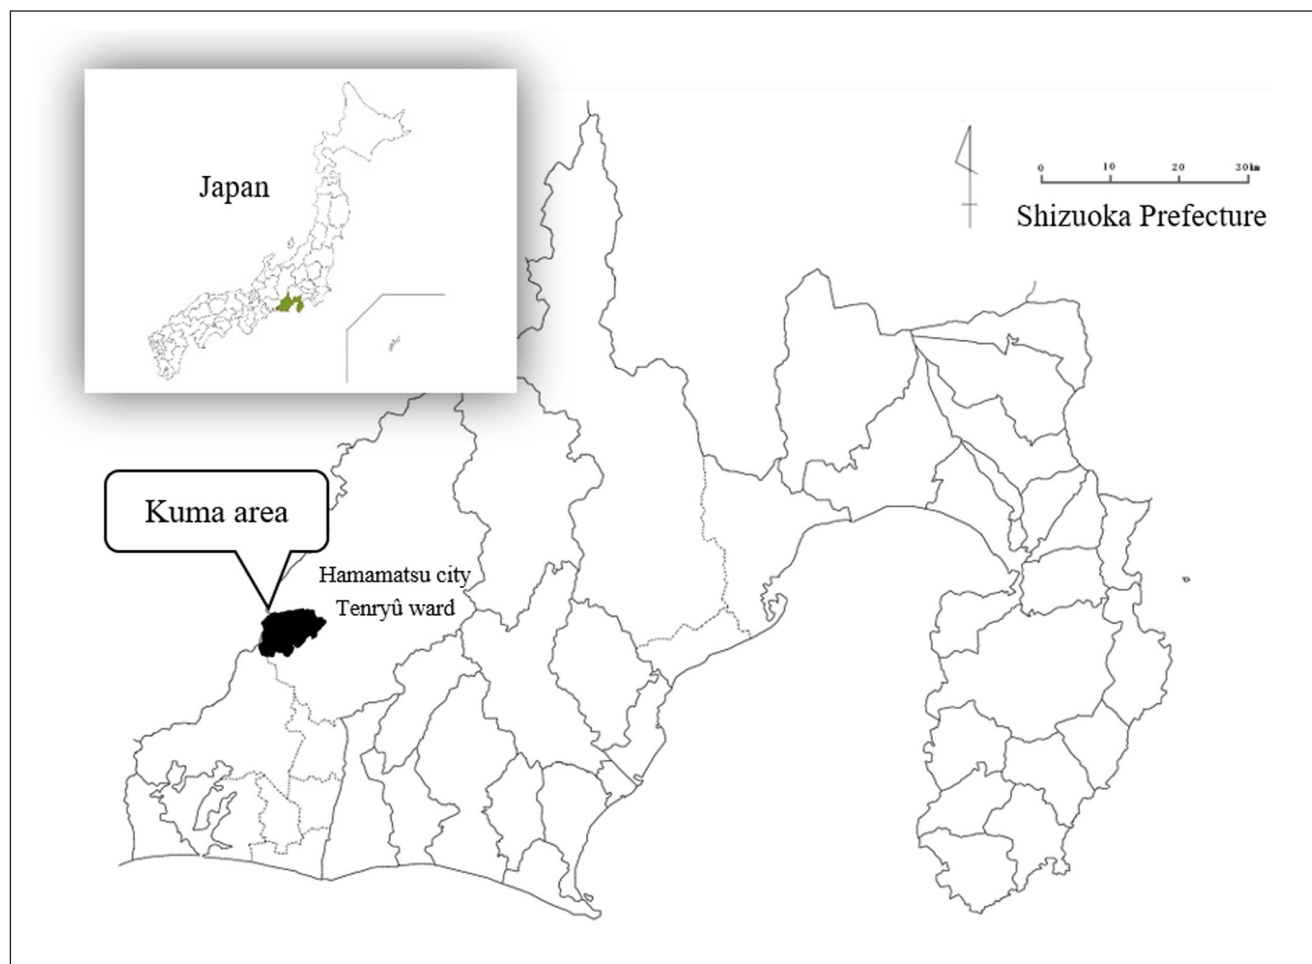 Japan
0 10 20 30km
Shizuoka Prefecture
Kuma area
Hamamatsu city
Tenryû ward